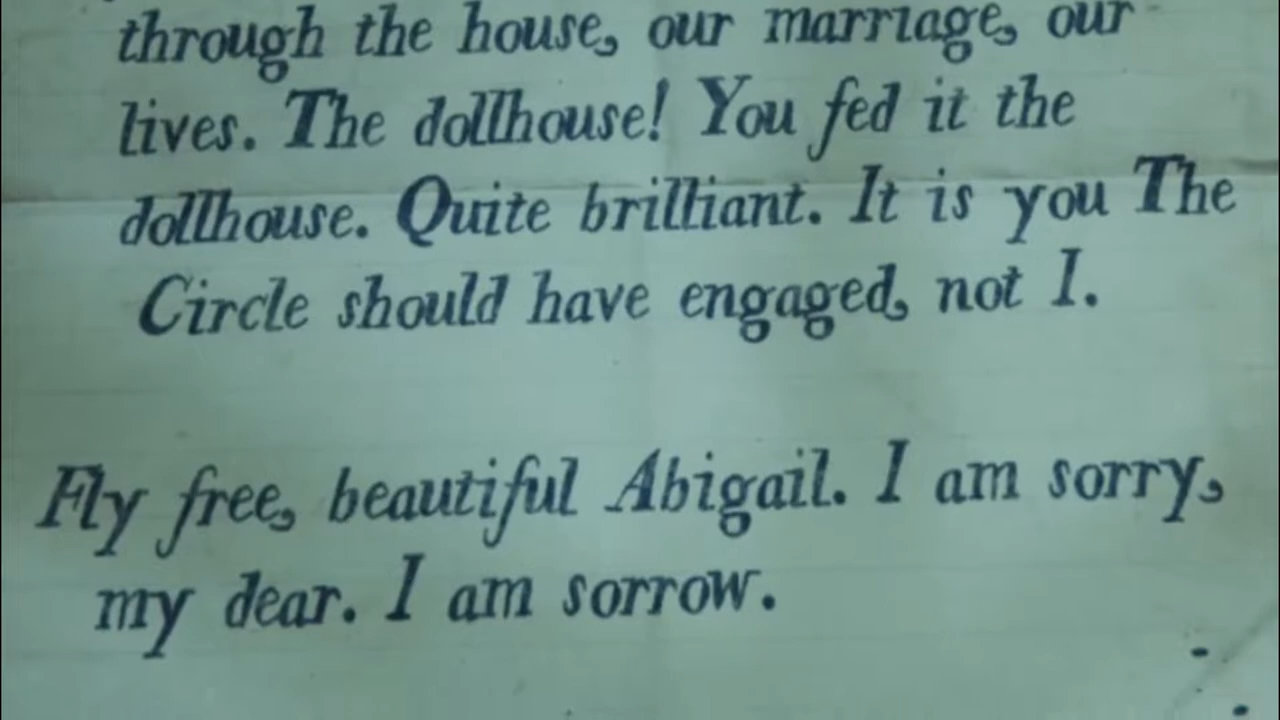 through the house, our marriage, our
lives. The dollhouse! You fed it the
dollhouse. Quite brilliant. It is you The
Circle should have engaged, not I.
Fly free, beautiful Abigail. I am sorry,
my dear. I am sorrow.